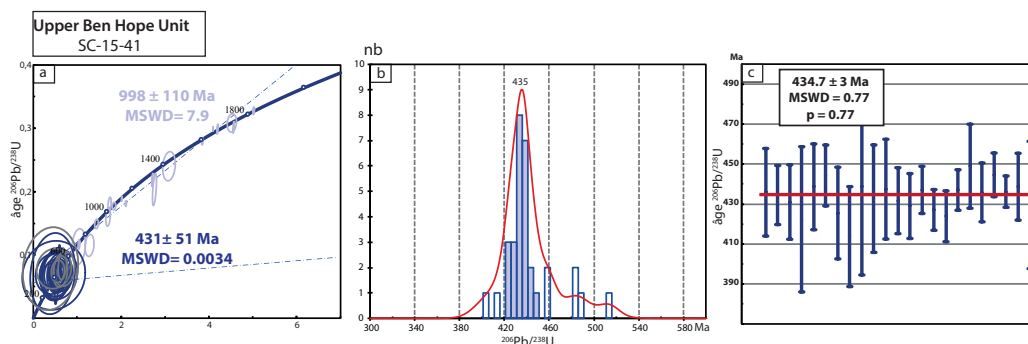 Upper Ben Hope Unit
SC-15-41
a
âge ²⁰⁶Pb/²³⁸U
0,4
0,3
0,2
0,1
998 ± 110 Ma
MSWD= 7.9
1800
1400
1000
431± 51 Ma
MSWD= 0.0034
0 2 4 6
nb
b
435
10
9
8
7
6
5
4
3
2
1
0
300 340 380 420 460 500 540 580 Ma
²⁰⁶Pb/²³⁸U
c
Ma
âge ²⁰⁶Pb/²³⁸U
490
470
450
430
410
390
434.7 ± 3 Ma
MSWD = 0.77
p = 0.77